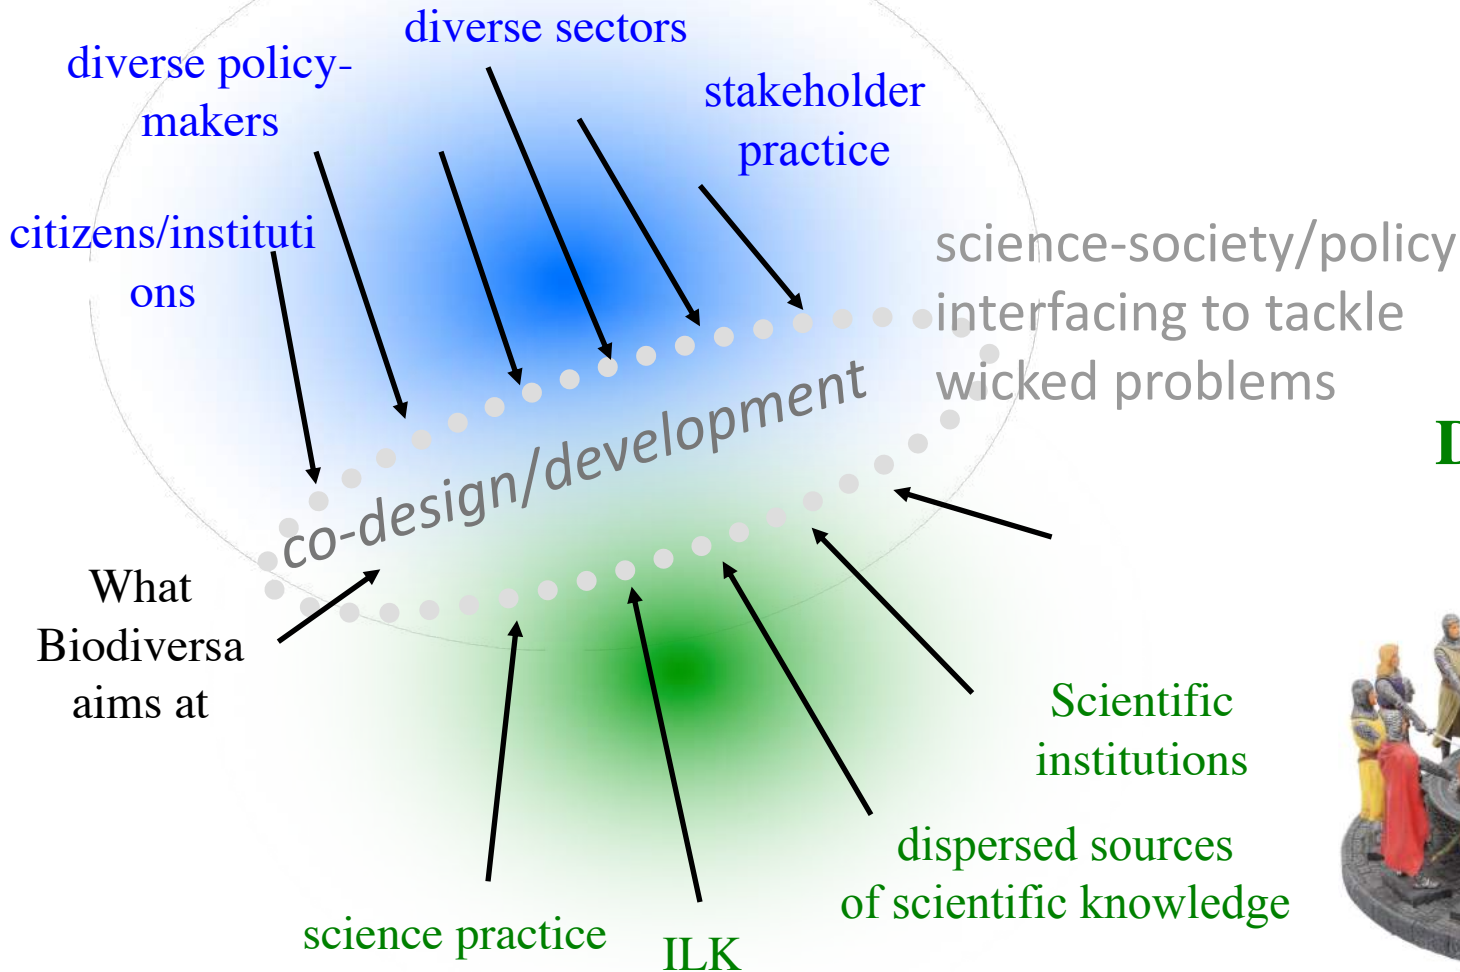 diverse sectors
diverse policy-
makers
stakeholder
practice
citizens/instituti
ons
science-society/policy
interfacing to tackle
wicked problems
co-design/development
What
Biodiversa
aims at
Scientific
institutions
dispersed sources
of scientific knowledge
science practice
ILK